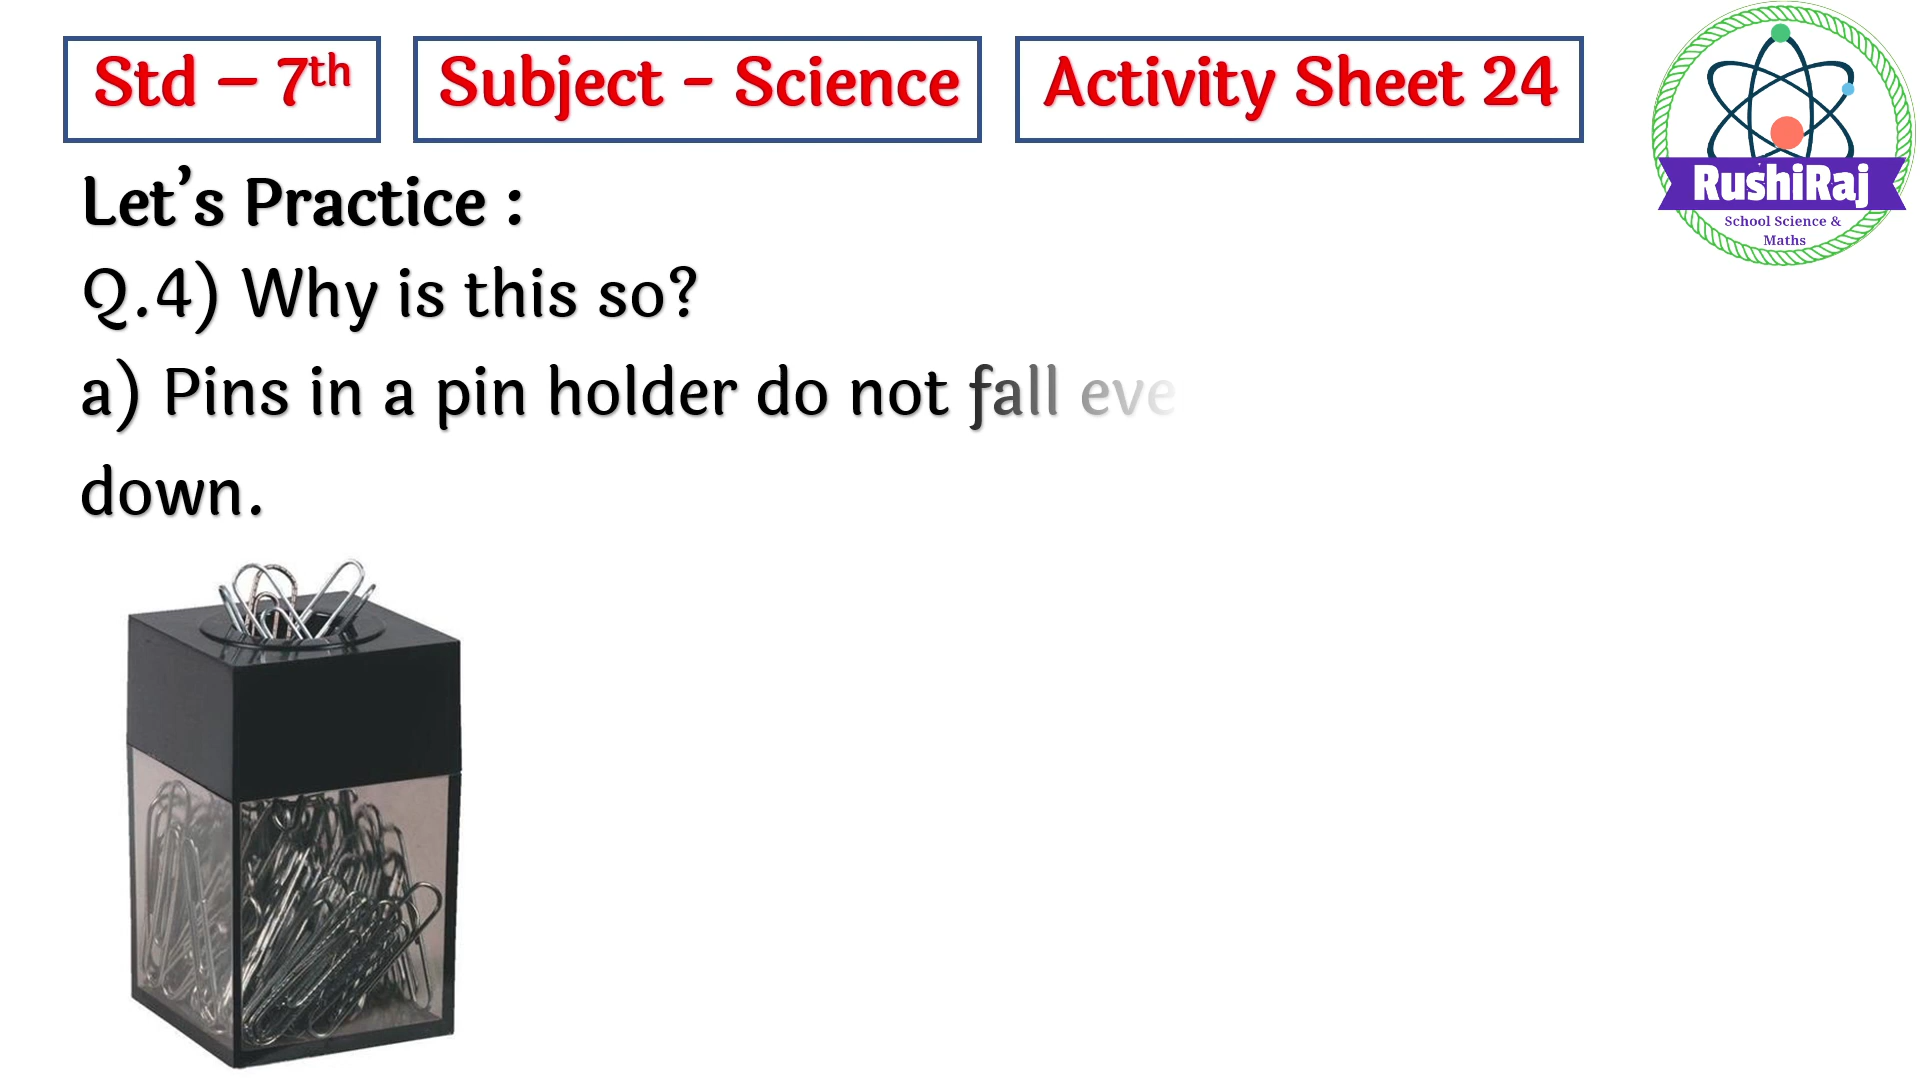 Std – 7th
Subject - Science
Activity Sheet 24
RushiRaj
School Science &
Maths
Let's Practice :
Q.4) Why is this so?
a) Pins in a pin holder do not fall
down.